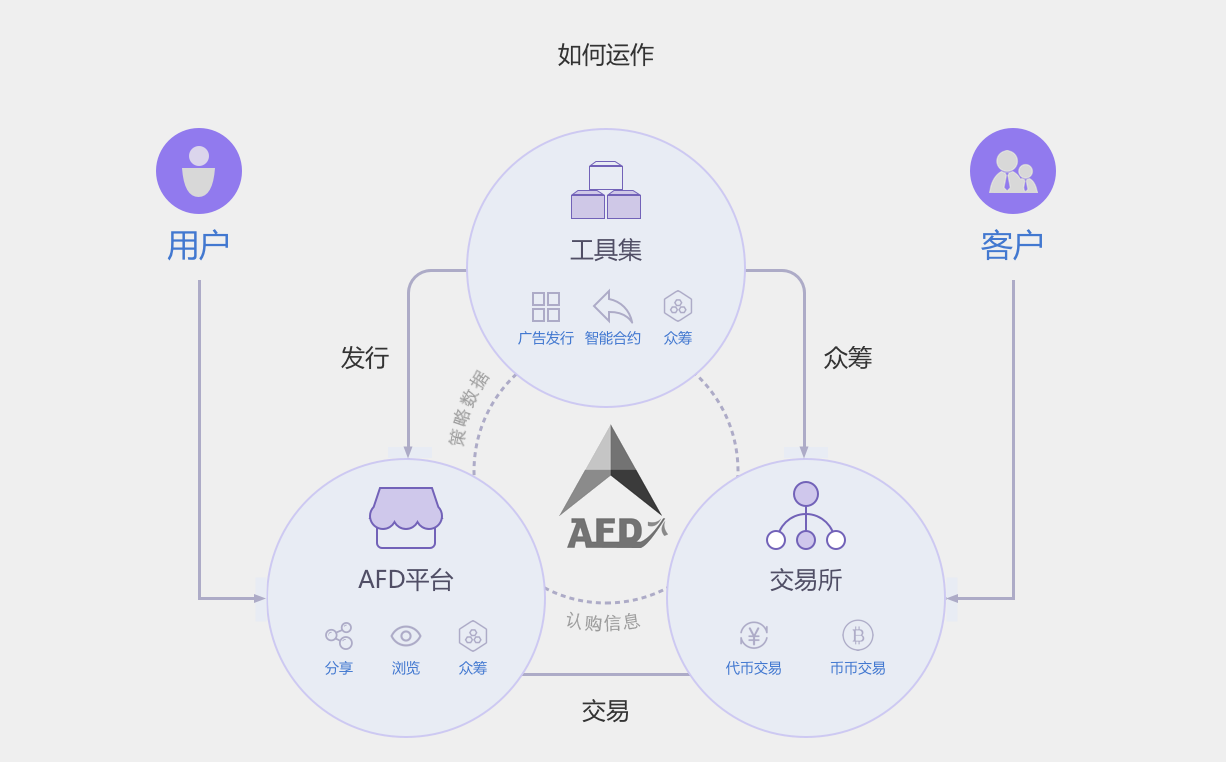 如何运作
用户
客户
工具集
广告发行
智能合约
众筹
发行
众筹
策略数据
AFD
AFD平台
交易所
认购信息
分享
浏览
众筹
代币交易
币币交易
交易